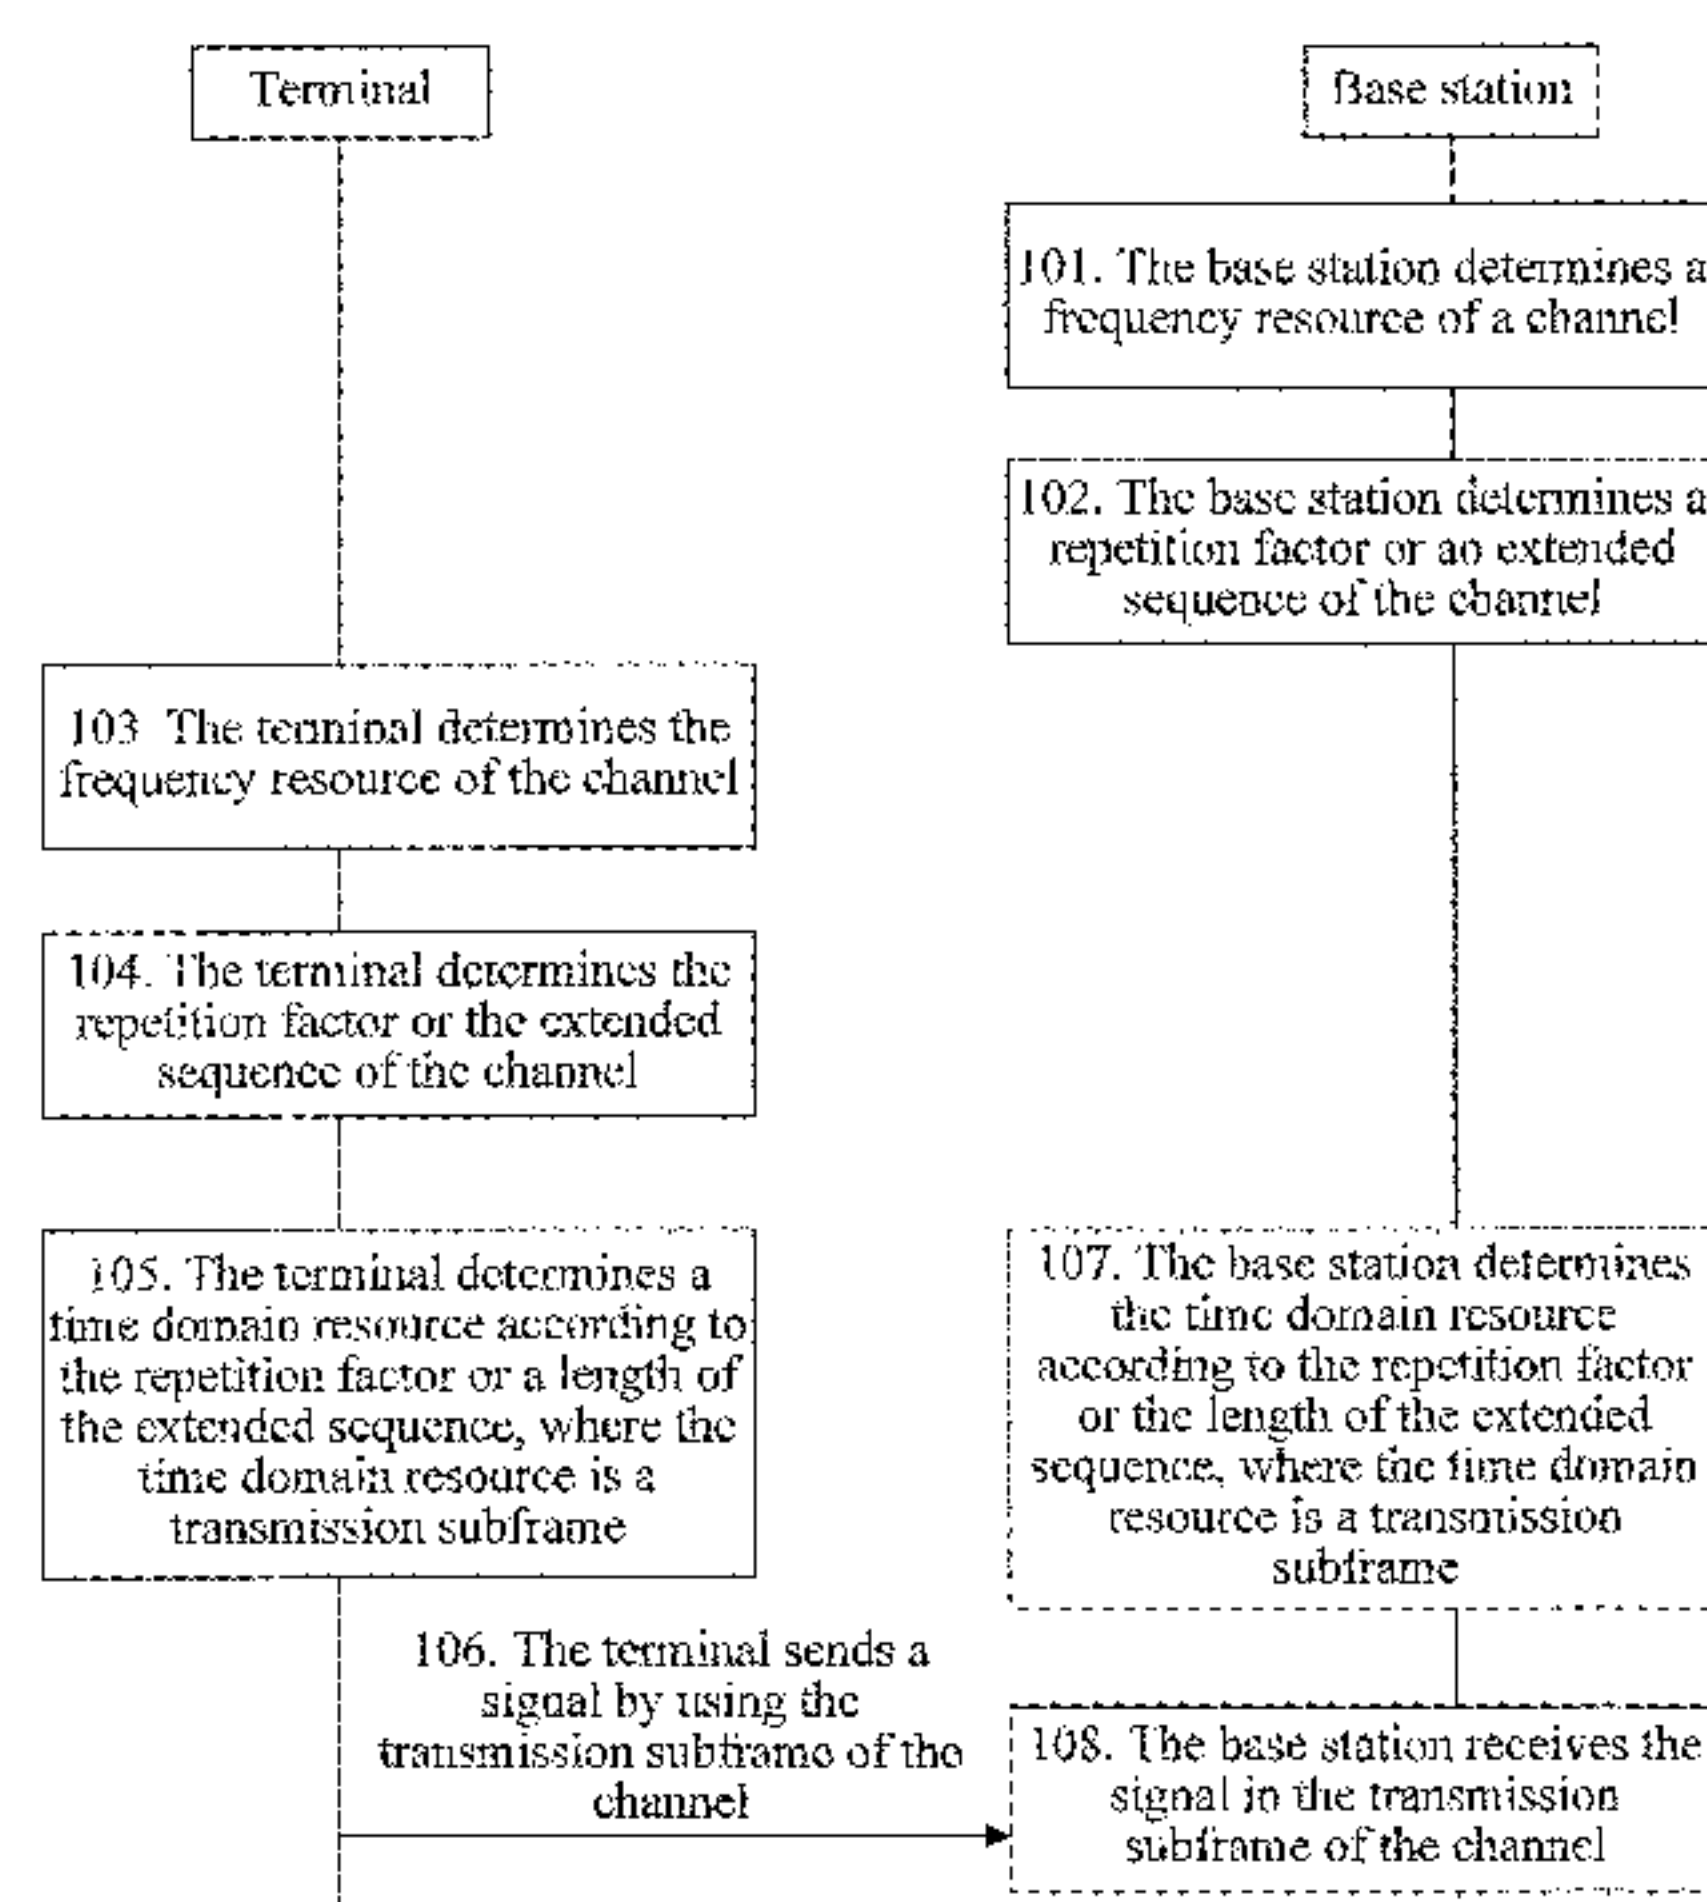 Terminal
Base station
101. The base station determines a
frequency resource of a channel
102. The base station determines a
repetition factor or an extended
sequence of the channel
103 The terminal determines the
frequency resource of the channel
104. The terminal determines the
repetition factor or the extended
sequence of the channel
105. The terminal determines a
time domain resource according to
the repetition factor or a length of
the extended sequence, where the
time domain resource is a
transmission subframe
107. The base station determines
the time domain resource
according to the repetition factor
or the length of the extended
sequence, where the time domain
resource is a transmission
subframe
106. The terminal sends a
signal by using the
transmission subframe of the
channel
108. The base station receives the
signal in the transmission
subframe of the channel